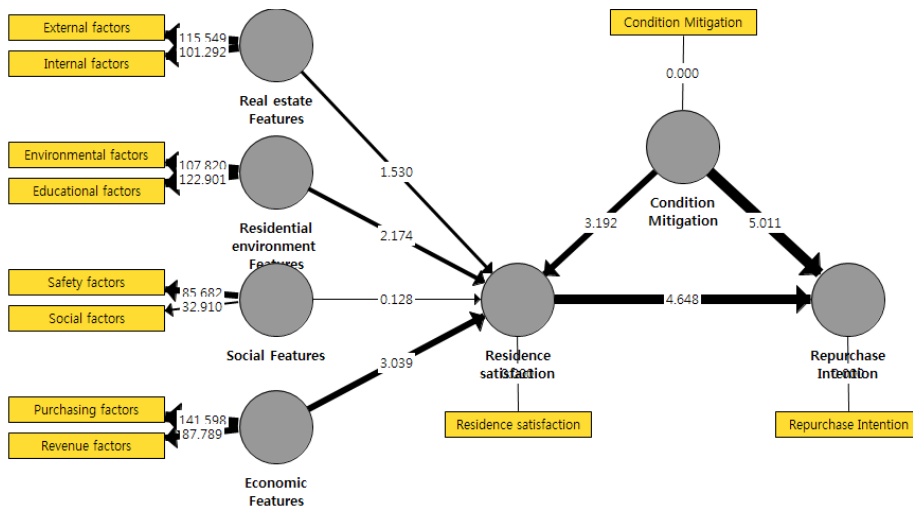 External factors
115.549
101.292
Internal factors
Real estate
Features
Environmental factors
107.820
122.901
Educational factors
Residential
environment Features
Safety factors
85.682
32.910
Social factors
Social Features
Purchasing factors
141.598
87.789
Revenue factors
Economic
Features
1.530
2.174
0.128
3.039
Condition Mitigation
0.000
Condition
Mitigation
3.192
5.011
4.648
Residence
satisfaction
Residence satisfaction
Repurchase
Intention
Repurchase Intention